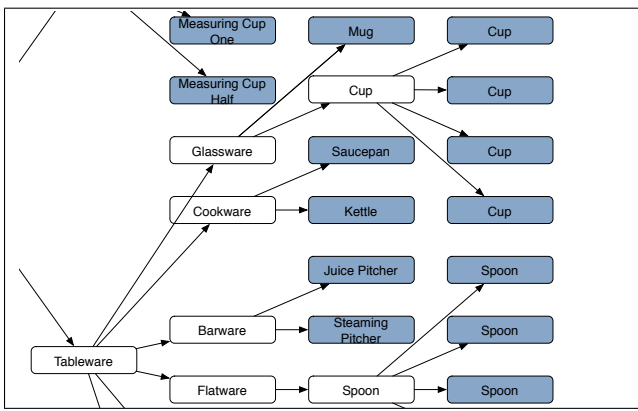 Measuring Cup
One
Mug
Cup
Measuring Cup
Half
Cup
Cup
Glassware
Saucepan
Cup
Cookware
Kettle
Cup
Juice Pitcher
Spoon
Barware
Steaming
Pitcher
Spoon
Tableware
Flatware
Spoon
Spoon